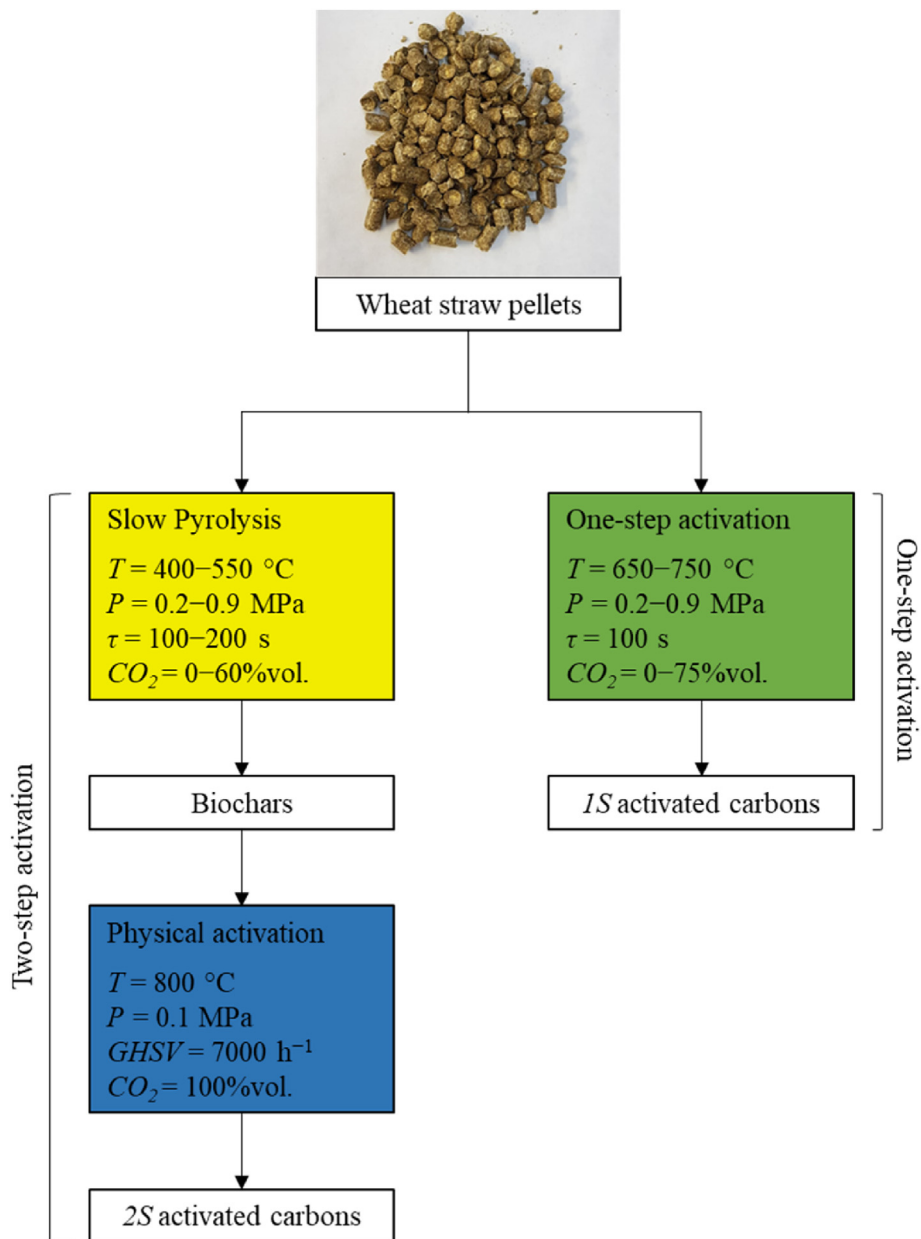 Wheat straw pellets
Two-step activation
Slow Pyrolysis
T = 400−550 °C
P = 0.2−0.9 MPa
τ = 100−200 s
CO₂ = 0−60%vol.
Biochars
Physical activation
T = 800 °C
P = 0.1 MPa
GHSV = 7000 h⁻¹
CO₂ = 100%vol.
2S activated carbons
One-step activation
T = 650−750 °C
P = 0.2−0.9 MPa
τ = 100 s
CO₂ = 0−75%vol.
1S activated carbons
One-step activation